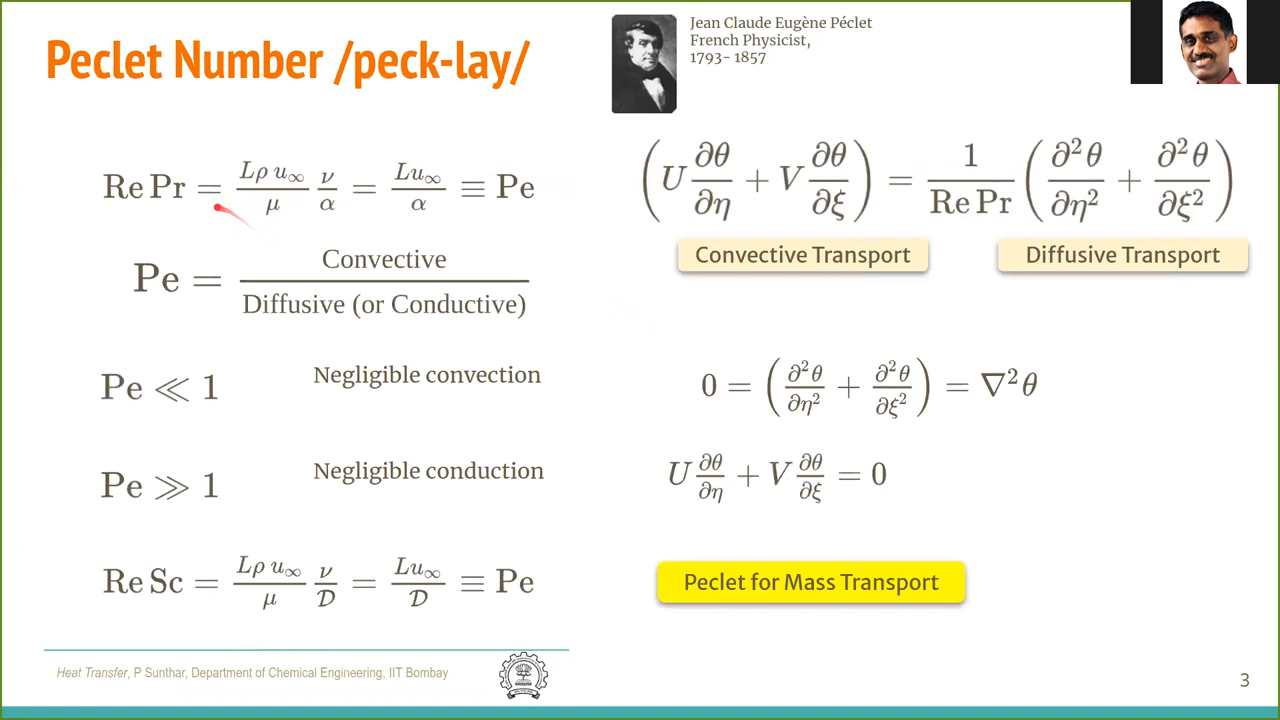 Peclet Number /peck-lay/
Jean Claude Eugène Péclet
French Physicist,
1793- 1857
Re Pr = Lρ u∞/μ ν/α = Lu∞/α ≡ Pe
(U ∂θ/∂η + V ∂θ/∂ξ) = 1/Re Pr (∂²θ/∂η² + ∂²θ/∂ξ²)
Convective Transport
Diffusive Transport
Pe = Convective/Diffusive (or Conductive)
Pe ≪ 1
Negligible convection
0 = (∂²θ/∂η² + ∂²θ/∂ξ²) = ∇²θ
Pe ≫ 1
Negligible conduction
U ∂θ/∂η + V ∂θ/∂ξ = 0
Re Sc = Lρ u∞/μ ν/𝒟 = Lu∞/𝒟 ≡ Pe
Peclet for Mass Transport
Heat Transfer, P Sunthar, Department of Chemical Engineering, IIT Bombay
3